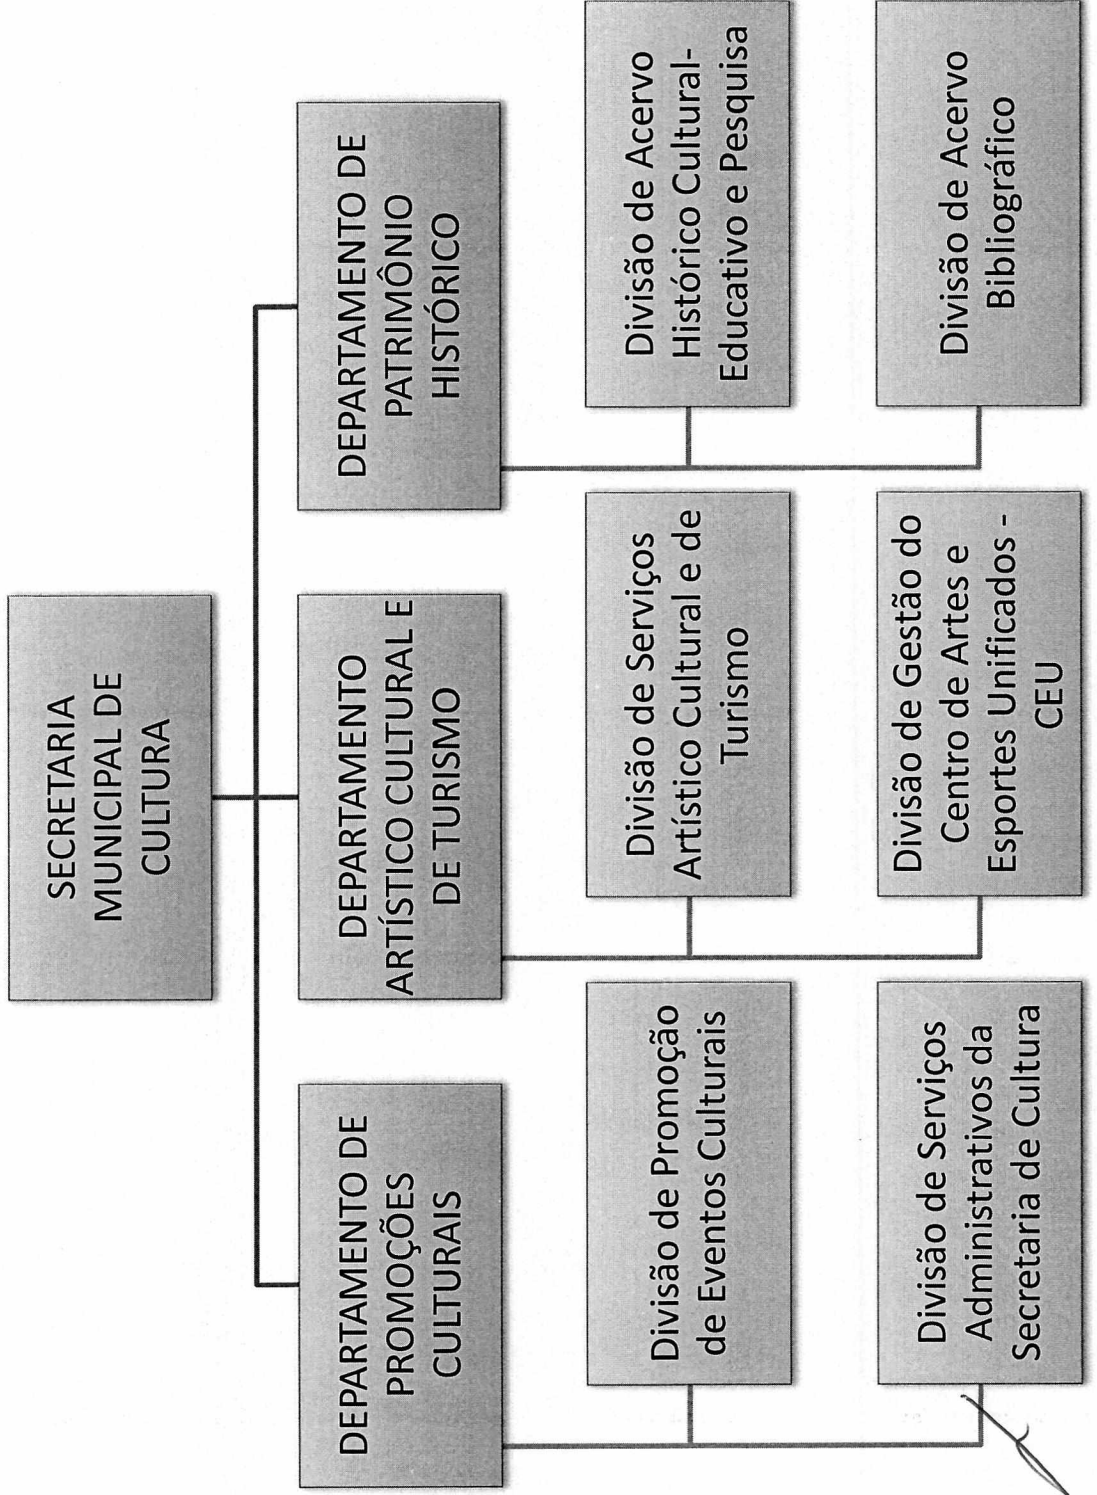 SECRETARIA
MUNICIPAL DE
CULTURA
DEPARTAMENTO DE
PROMOÇÕES
CULTURAIS
Divisão de Promoção
de Eventos Culturais
Divisão de Serviços
Administrativos da
Secretaria de Cultura
DEPARTAMENTO
ARTÍSTICO CULTURAL E
DE TURISMO
Divisão de Serviços
Artístico Cultural e de
Turismo
Divisão de Gestão do
Centro de Artes e
Esportes Unificados -
CEU
DEPARTAMENTO DE
PATRIMÔNIO
HISTÓRICO
Divisão de Acervo
Histórico Cultural-
Educativo e Pesquisa
Divisão de Acervo
Bibliográfico